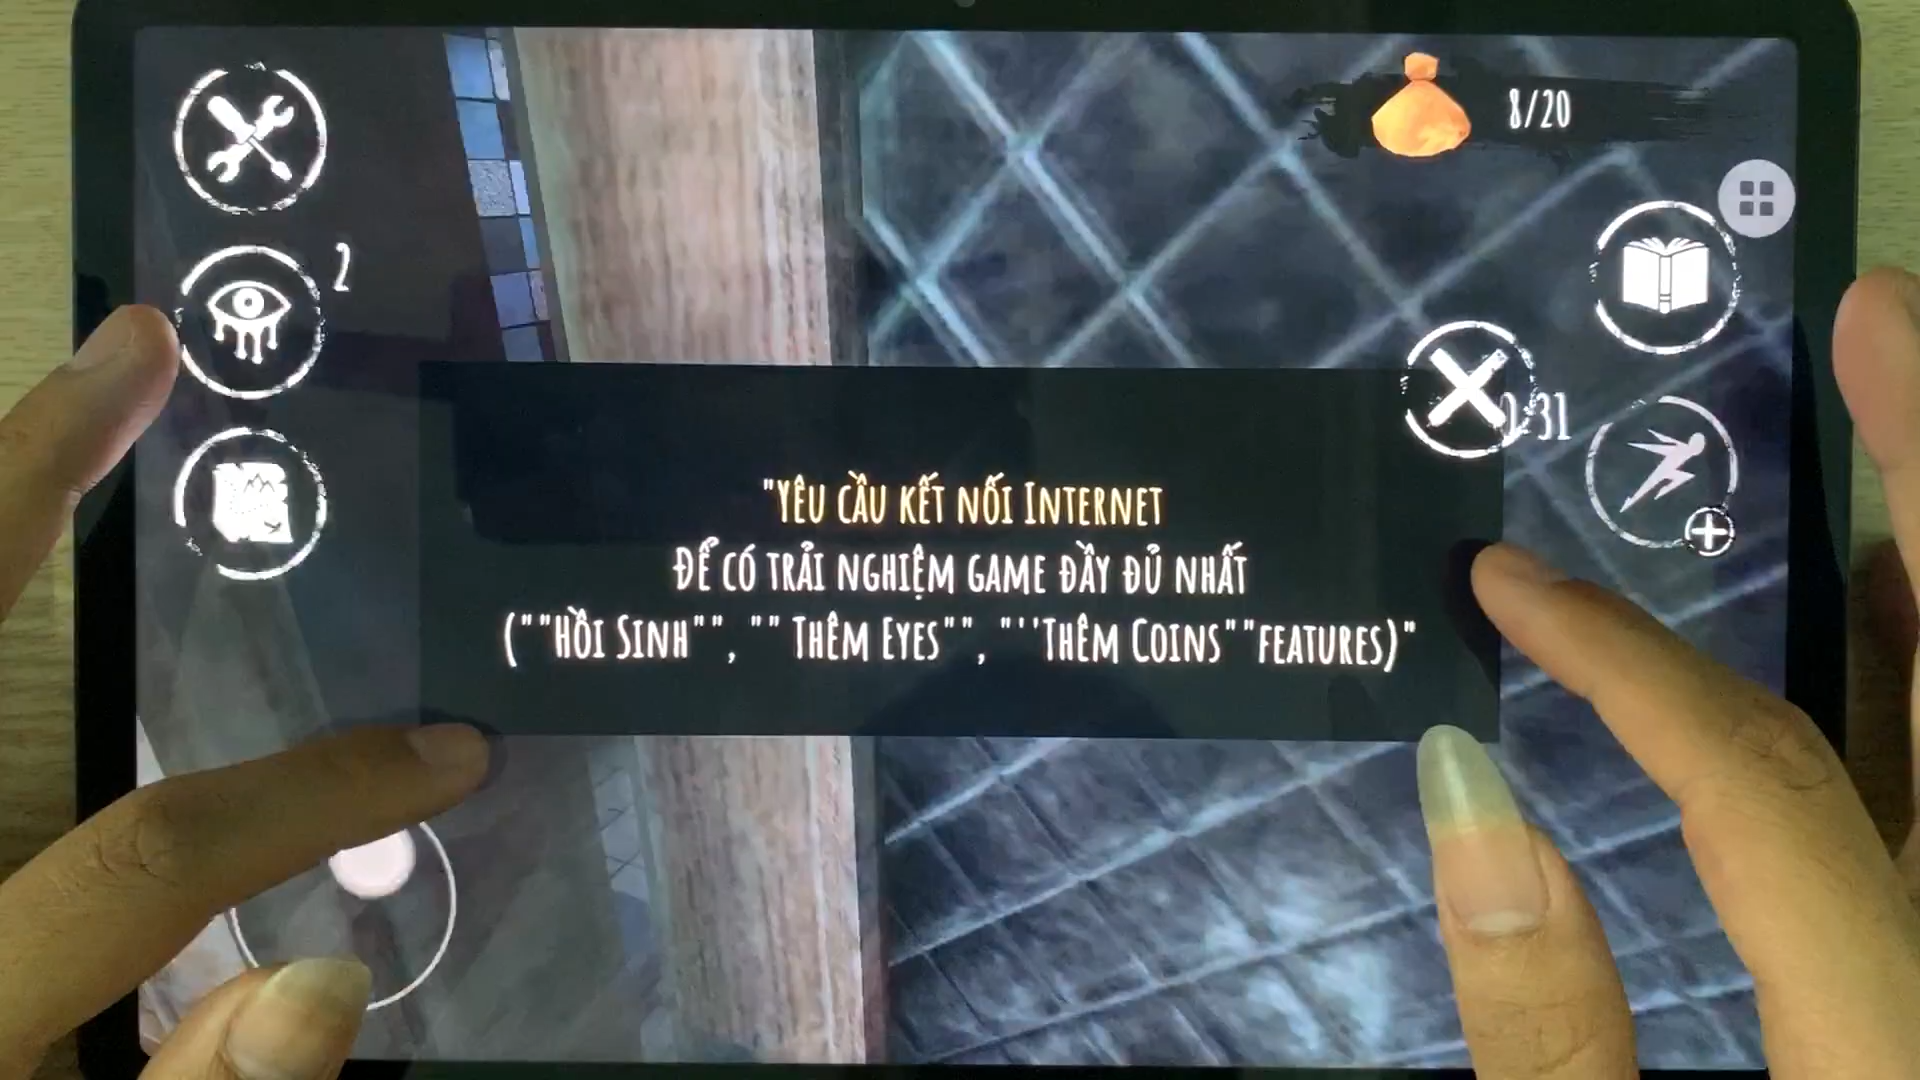 8/20
2
:31
"Yêu cầu kết nối Internet
Để có trải nghiệm game đầy đủ nhất
(""Hồi Sinh"", "" Thêm Eyes"", "''Thêm Coins""features)"